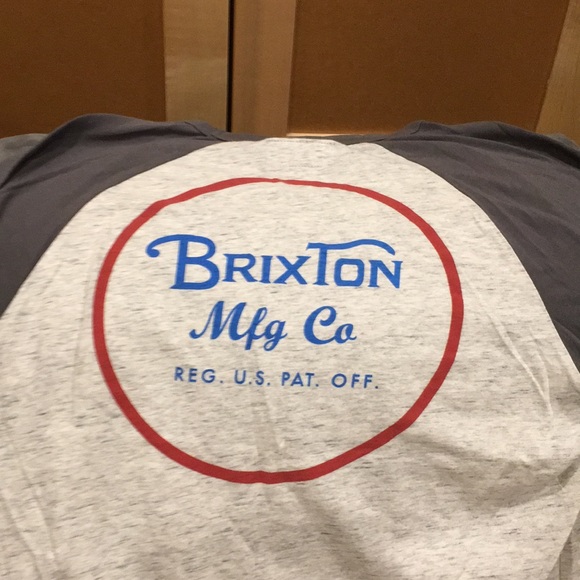 BRIXTON
Mfg Co
REG. U.S. PAT. OFF.